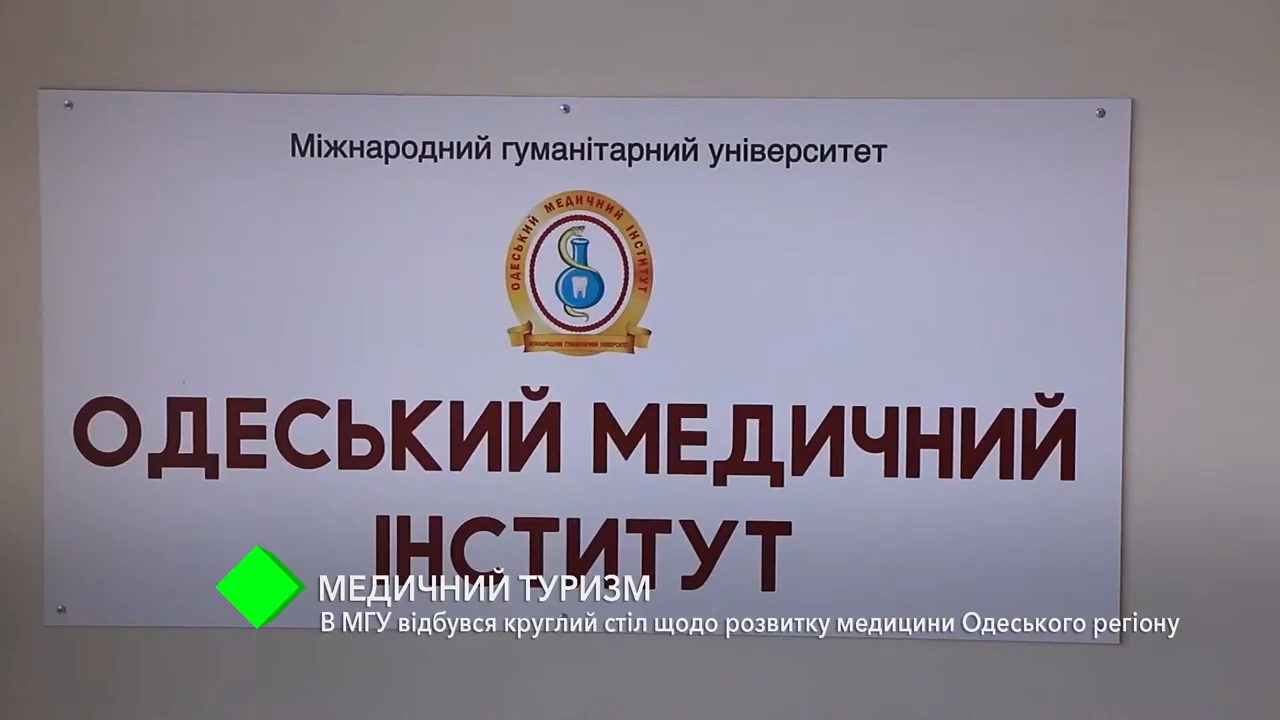 Міжнародний гуманітарний університет
ОДЕСЬКИЙ МЕДИЧНИЙ ІНСТИТУТ
МІЖНАРОДНИЙ ГУМАНІТАРНИЙ УНІВЕРСИТЕТ
ОДЕСЬКИЙ МЕДИЧНИЙ
ІНСТИТУТ
МЕДИЧНИЙ ТУРИЗМ
В МГУ відбувся круглий стіл щодо розвитку медицини Одеського регіону